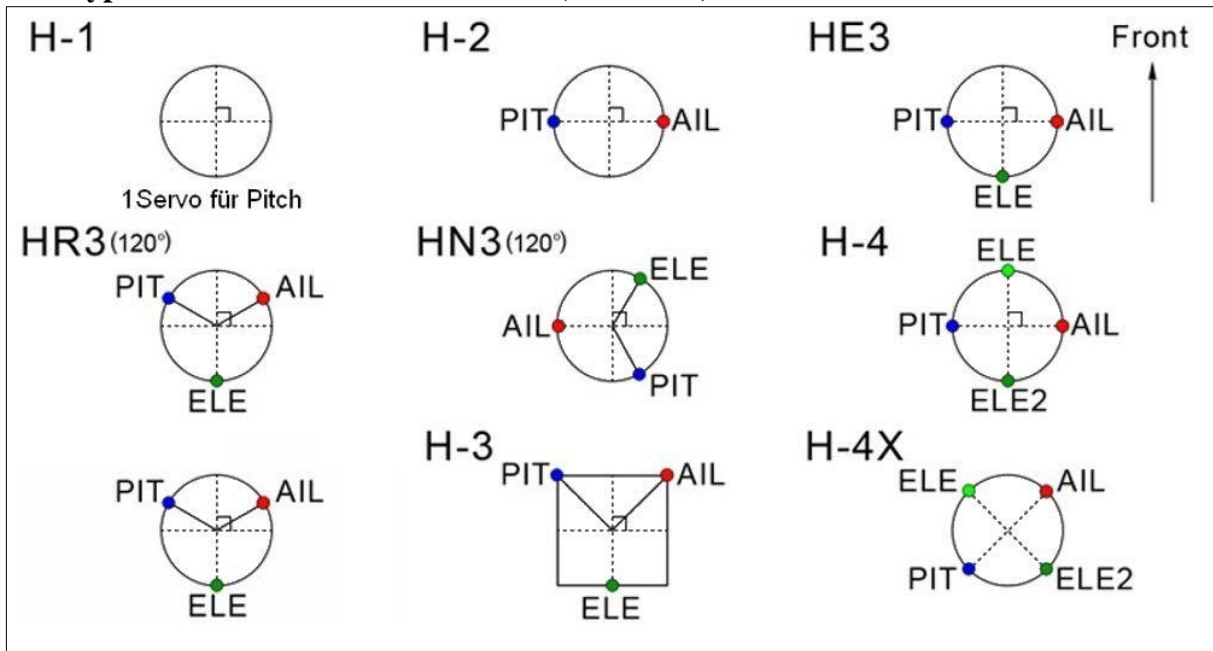 H-1
1Servo für Pitch
H-2
PIT AIL
HE3
PIT AIL
ELE
Front
HR3 (120°)
PIT AIL
ELE
HN3 (120°)
ELE
AIL
PIT
H-4
ELE
PIT AIL
ELE2
PIT AIL
ELE
H-3
PIT AIL
ELE
H-4X
ELE AIL
PIT ELE2